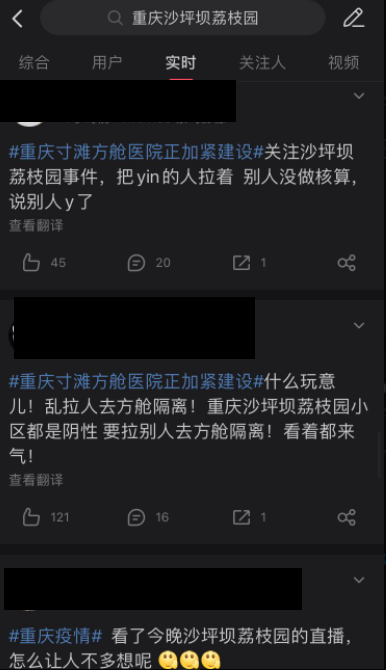 重庆沙坪坝荔枝园
综合 用户 实时 关注人 视频
#重庆寸滩方舱医院正加紧建设#关注沙坪坝
荔枝园事件，把yin的人拉着 别人没做核算，
说别人y了
查看翻译
45 20 1
#重庆寸滩方舱医院正加紧建设#什么玩意
儿！乱拉人去方舱隔离！重庆沙坪坝荔枝园小
区都是阴性 要拉别人去方舱隔离！看着都来
气！
查看翻译
121 16 1
#重庆疫情# 看了今晚沙坪坝荔枝园的直播，
怎么让人不多想呢